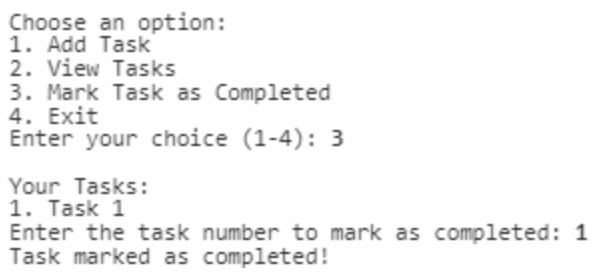 Choose an option:
1. Add Task
2. View Tasks
3. Mark Task as Completed
4. Exit
Enter your choice (1-4): 3

Your Tasks:
1. Task 1
Enter the task number to mark as completed: 1
Task marked as completed!